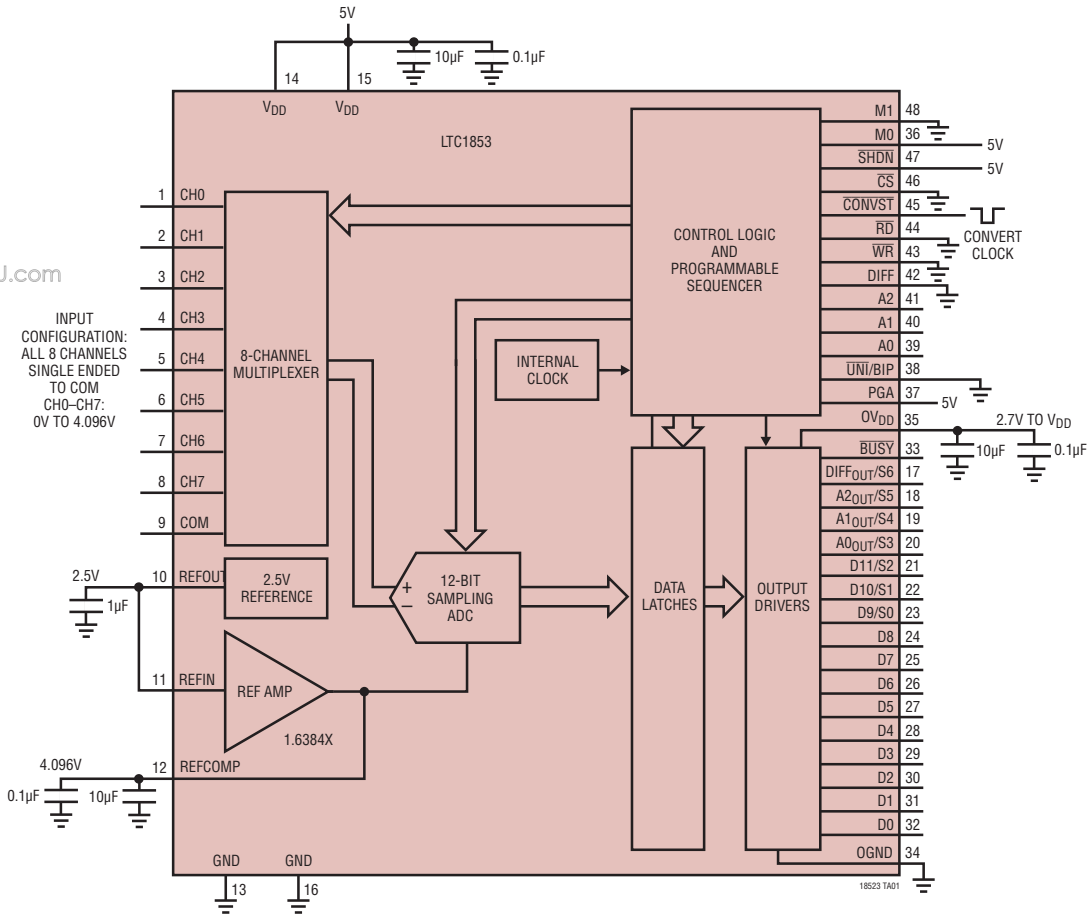 5V
10µF
0.1µF
14
15
VDD
VDD
LTC1853
1 CH0
2 CH1
3 CH2
4 CH3
5 CH4
6 CH5
7 CH6
8 CH7
9 COM
J.com
INPUT
CONFIGURATION:
ALL 8 CHANNELS
SINGLE ENDED
TO COM
CH0–CH7:
0V TO 4.096V
8-CHANNEL
MULTIPLEXER
CONTROL LOGIC
AND
PROGRAMMABLE
SEQUENCER
INTERNAL
CLOCK
M1 48
M0 36
5V
SHDN 47
5V
CS 46
CONVST 45
CONVERT
CLOCK
RD 44
WR 43
DIFF 42
A2 41
A1 40
A0 39
UNI/BIP 38
PGA 37
5V
OVDD 35
2.7V TO VDD
10µF
0.1µF
BUSY 33
DIFFOUT/S6 17
A2OUT/S5 18
A1OUT/S4 19
A0OUT/S3 20
D11/S2 21
D10/S1 22
D9/S0 23
D8 24
D7 25
D6 26
D5 27
D4 28
D3 29
D2 30
D1 31
D0 32
OGND 34
2.5V
10 REFOUT
1µF
2.5V
REFERENCE
+
–
12-BIT
SAMPLING
ADC
DATA
LATCHES
OUTPUT
DRIVERS
11 REFIN
REF AMP
1.6384X
4.096V
12 REFCOMP
0.1µF
10µF
GND
GND
13
16
18523 TA01